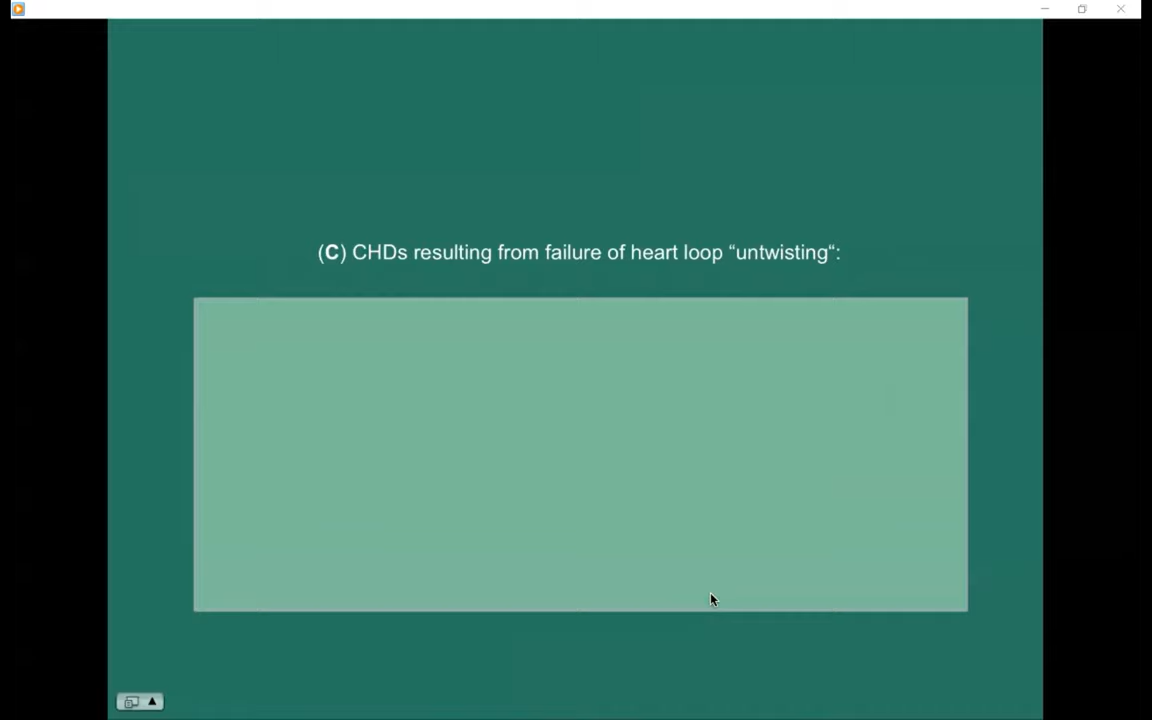 (C) CHDs resulting from failure of heart loop “untwisting“: